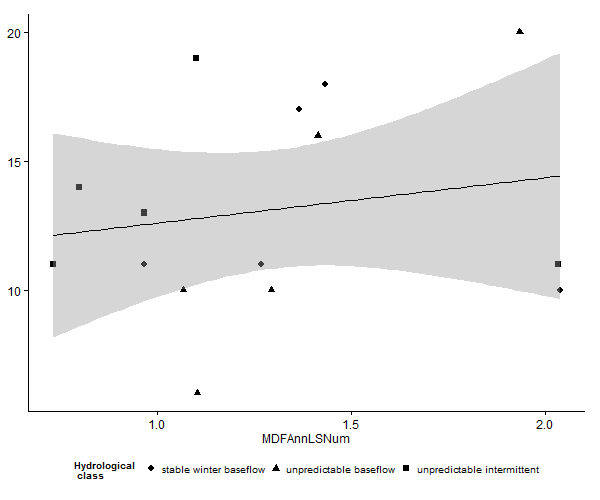 20
15
10
1.0 1.5 2.0
MDFAnnLSNum
Hydrological
class
stable winter baseflow unpredictable baseflow unpredictable intermittent